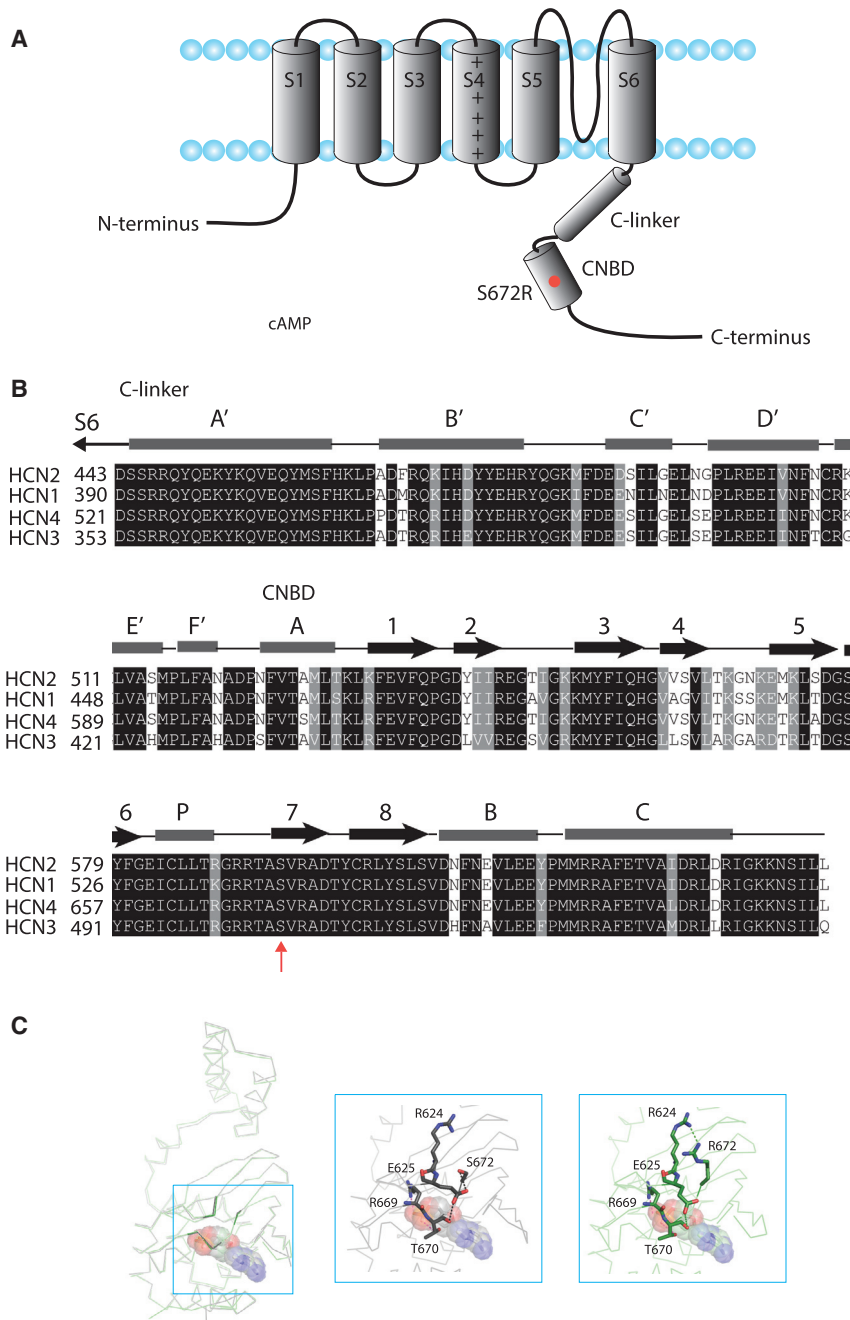 A
S1 S2 S3 S4 S5 S6
+
+
+
+
+
N-terminus
C-linker
CNBD
S672R
cAMP
C-terminus
B
C-linker
S6 A' B' C' D'
HCN2 443 DSSRRQYQEKYKQVEQYMSFHKLPADFRQKIHDYYEHRYQGKMFDEDSILGELNGPLREEIVNFNCRK
HCN1 390 DSSRRQYQEKYKQVEQYMSFHKLPADMRQKIHDYYEHRYQGKIFDEENILNELNDPLREEIVNFNCRK
HCN4 521 DSSRRQYQEKYKQVEQYMSFHKLPPDTRQRIHDYYEHRYQGKMFDEESILGELSEPLREEIINFNCRK
HCN3 353 DSSRRQYQEKYKQVEQYMSFHKLPADTRQRIHEYYEHRYQGKMFDEESILGELSEPLREEIINFTCRG
CNBD
E' F' A 1 2 3 4 5
HCN2 511 LVASMPLFANADPNFVTAMLTKLKFEVFQPGDYIIREGTIGKKMYFIQHGVVSVLTKGNKEMKLSDGS
HCN1 448 LVATMPLFANADPNFVTAMLSKLRFEVFQPGDYIIREGAVGKKMYFIQHGVAGVITKSSKEMKLTDGS
HCN4 589 LVASMPLFANADPNFVTSMLTKLRFEVFQPGDYIIREGTIGKKMYFIQHGVVSVLTKGNKETKLADGS
HCN3 421 LVAHMPLFAHADPSFVTAVLTKLRFEVFQPGDLVVREGSVGRKMYFIQHGLLSVLARGARDTRLTDGS
6 P 7 8 B C
HCN2 579 YFGEICLLTRGRRTASVRADTYCRLYSLSVDNFNEVLEEYPMMRRAFETVAIDRLDRIGKKNSILL
HCN1 526 YFGEICLLTKGRRTASVRADTYCRLYSLSVDNFNEVLEEYPMMRRAFETVAIDRLDRIGKKNSILL
HCN4 657 YFGEICLLTRGRRTASVRADTYCRLYSLSVDNFNEVLEEYPMMRRAFETVALDRLDRIGKKNSILL
HCN3 491 YFGEICLLTRGRRTASVRADTYCRLYSLSVDHFNAVLEEFPMMRRAFETVAMDRLLRIGKKNSILQ
C
R624
S672
E625
R669
T670
R624
R672
E625
R669
T670